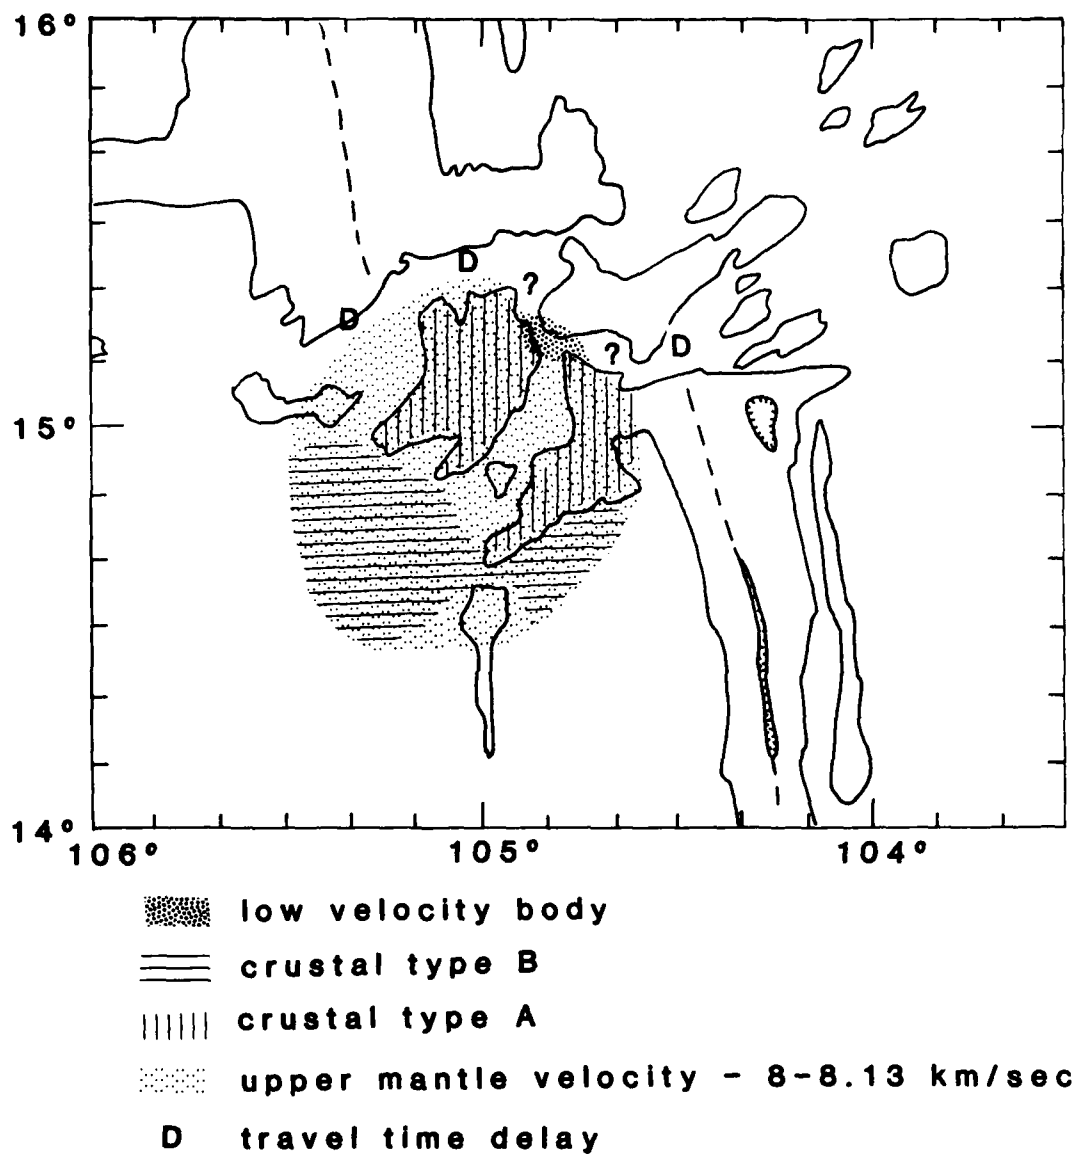 16°
D
?
D
D
?
15°
14°
106° 105° 104°
low velocity body
crustal type B
crustal type A
upper mantle velocity - 8-8.13 km/sec
D travel time delay